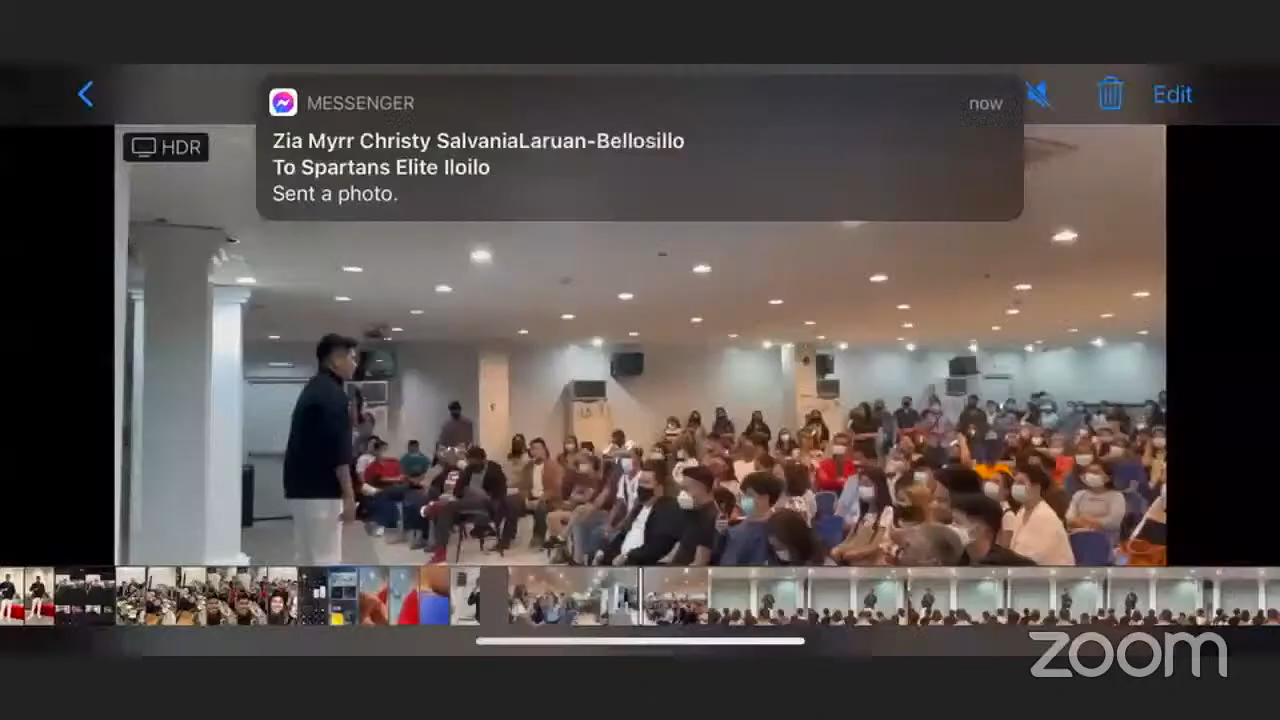 MESSENGER
now
Edit
HDR
Zia Myrr Christy SalvaniaLaruan-Bellosillo
To Spartans Elite Iloilo
Sent a photo.
zoom